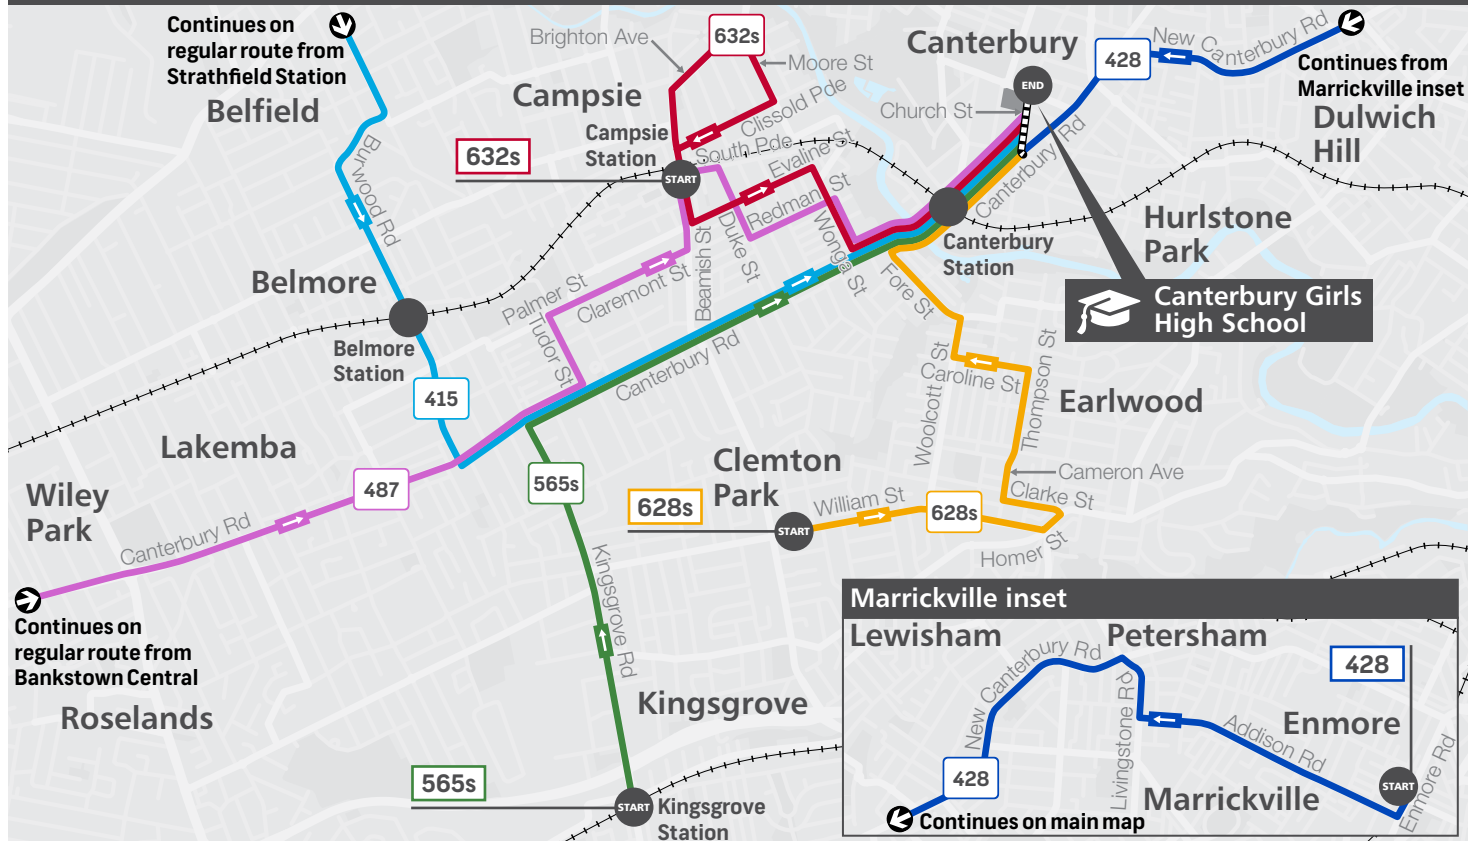 Continues on
regular route from
Strathfield Station
Belfield
Burwood Rd
Belmore
Belmore
Station
415
Brighton Ave
632s
Moore St
Campsie
Clissold Pde
Campsie
Station
632s
START
South Pde
Evaline St
Redman St
Duke St
Wonga St
Beamish St
Palmer St
Claremont St
Tudor St
Canterbury Rd
Canterbury
428
New Canterbury Rd
Continues from
Marrickville inset
END
Church St
Canterbury Rd
Dulwich
Hill
Hurlstone
Park
Canterbury
Station
Canterbury Girls
High School
Fore St
Woolcott St
Caroline St
Thompson St
Earlwood
Cameron Ave
Clarke St
Homer St
Clemton
Park
William St
628s
628s
START
Lakemba
Wiley
Park
487
Canterbury Rd
Continues on
regular route from
Bankstown Central
Roselands
565s
Kingsgrove Rd
Kingsgrove
565s
START
Kingsgrove
Station
Marrickville inset
Lewisham
Petersham
New Canterbury Rd
428
Livingstone Rd
Addison Rd
Enmore
START
Enmore Rd
Marrickville
428
Continues on main map